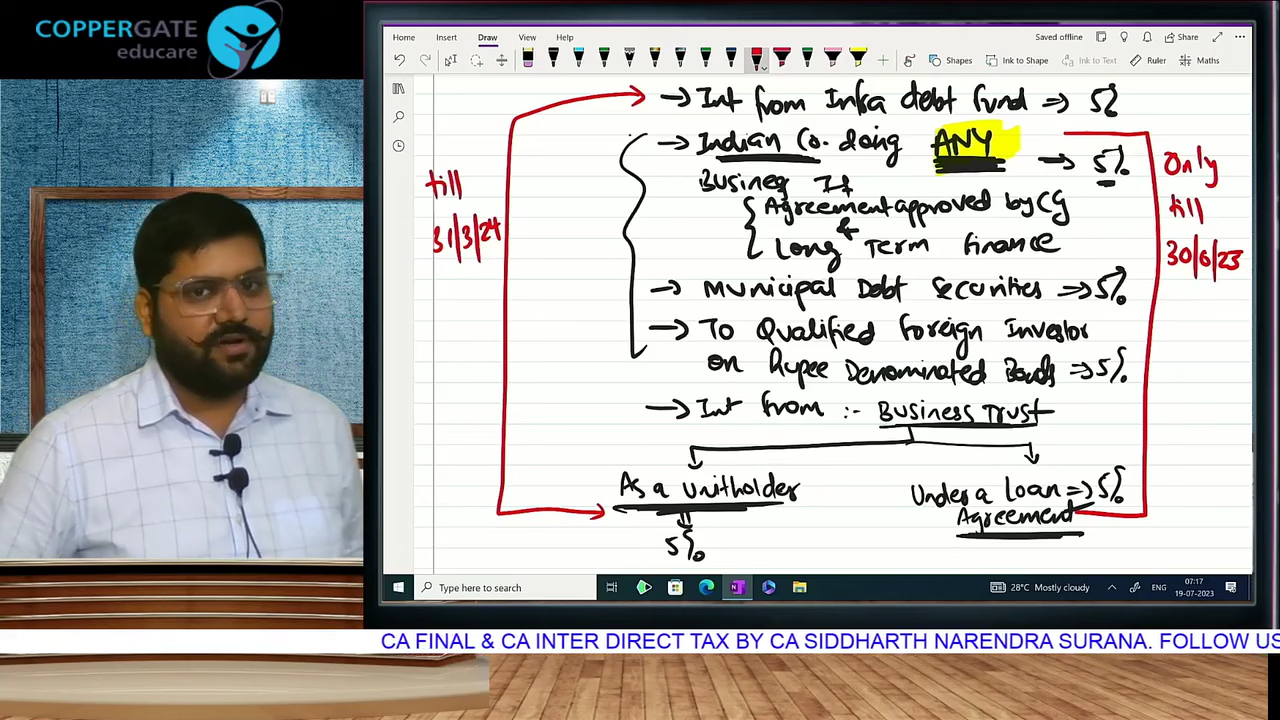 COPPERGATE
educare
Home Insert Draw View Help
Saved offline Share
Shapes Ink to Shape Ink to Text Ruler Maths
→ Int from Infra debt fund ⇒ 5%
→ Indian Co. doing ANY → 5%
Business If
Agreement approved by CG
&
Long Term finance
→ Municipal Debt Securities ⇒ 5%
→ To Qualified Foreign Investor
on Rupee Denominated Bonds ⇒ 5%
→ Int from :- Business Trust
As a unitholder
5%
Under a loan ⇒ 5%
Agreement
till
31/3/24
Only
till
30/6/23
Type here to search
28°C Mostly cloudy
ENG
07:17
19-07-2023
CA FINAL & CA INTER DIRECT TAX BY CA SIDDHARTH NARENDRA SURANA. FOLLOW US